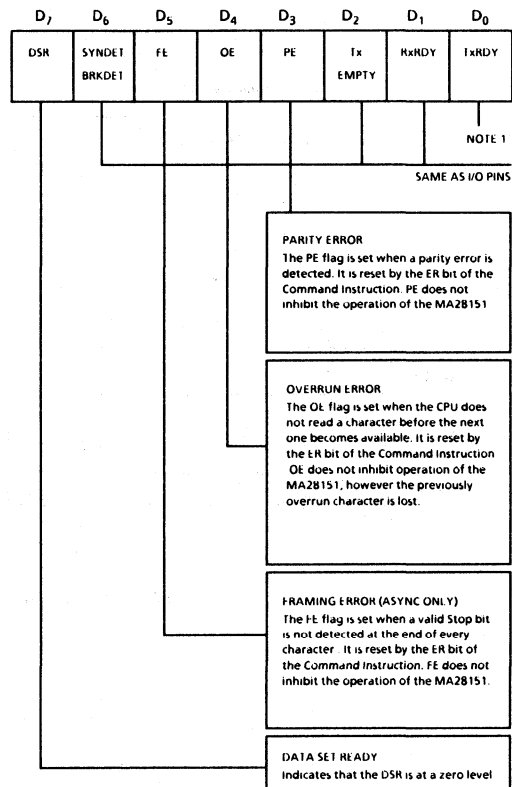 D7 D6 D5 D4 D3 D2 D1 D0
DSR SYNDET FE OE PE Tx RxRDY TxRDY
BRKDET EMPTY
NOTE 1
SAME AS I/O PINS
PARITY ERROR
The PE flag is set when a parity error is
detected. It is reset by the ER bit of the
Command Instruction. PE does not
inhibit the operation of the MA28151
OVERRUN ERROR
The OE flag is set when the CPU does
not read a character before the next
one becomes available. It is reset by
the ER bit of the Command Instruction
OE does not inhibit operation of the
MA28151, however the previously
overrun character is lost.
FRAMING ERROR (ASYNC ONLY)
The FE flag is set when a valid Stop bit
is not detected at the end of every
character. It is reset by the ER bit of
the Command Instruction. FE does not
inhibit the operation of the MA28151.
DATA SET READY
Indicates that the DSR is at a zero level